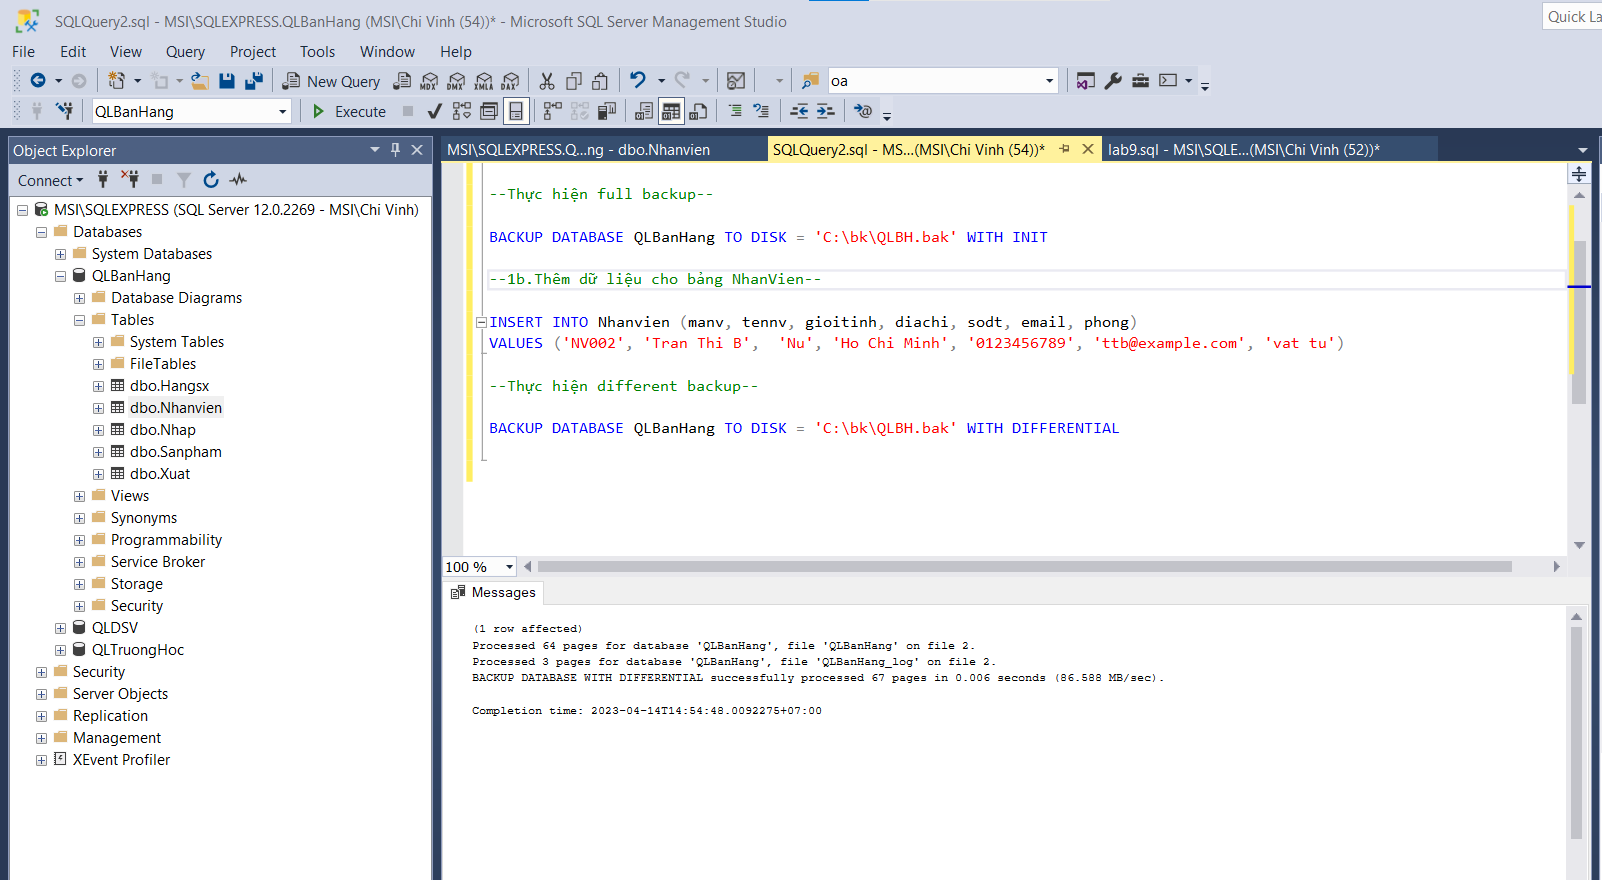 SQLQuery2.sql - MSI\SQLEXPRESS.QLBanHang (MSI\Chi Vinh (54))* - Microsoft SQL Server Management Studio
Quick La
File Edit View Query Project Tools Window Help
New Query
MDX DMX XMLA DAX
oa
QLBanHang
Execute
Object Explorer
Connect
MSI\SQLEXPRESS (SQL Server 12.0.2269 - MSI\Chi Vinh)
Databases
System Databases
QLBanHang
Database Diagrams
Tables
System Tables
FileTables
dbo.Hangsx
dbo.Nhanvien
dbo.Nhap
dbo.Sanpham
dbo.Xuat
Views
Synonyms
Programmability
Service Broker
Storage
Security
QLDSV
QLTruongHoc
Security
Server Objects
Replication
Management
XEvent Profiler
MSI\SQLEXPRESS.Q...ng - dbo.Nhanvien
SQLQuery2.sql - MS...(MSI\Chi Vinh (54))*
lab9.sql - MSI\SQLE...(MSI\Chi Vinh (52))*
--Thực hiện full backup--
BACKUP DATABASE QLBanHang TO DISK = 'C:\bk\QLBH.bak' WITH INIT
--1b.Thêm dữ liệu cho bảng NhanVien--
INSERT INTO Nhanvien (manv, tennv, gioitinh, diachi, sodt, email, phong)
VALUES ('NV002', 'Tran Thi B',  'Nu', 'Ho Chi Minh', '0123456789', 'ttb@example.com', 'vat tu')
--Thực hiện different backup--
BACKUP DATABASE QLBanHang TO DISK = 'C:\bk\QLBH.bak' WITH DIFFERENTIAL
100 %
Messages
(1 row affected)
Processed 64 pages for database 'QLBanHang', file 'QLBanHang' on file 2.
Processed 3 pages for database 'QLBanHang', file 'QLBanHang_log' on file 2.
BACKUP DATABASE WITH DIFFERENTIAL successfully processed 67 pages in 0.006 seconds (86.588 MB/sec).
Completion time: 2023-04-14T14:54:48.0092275+07:00